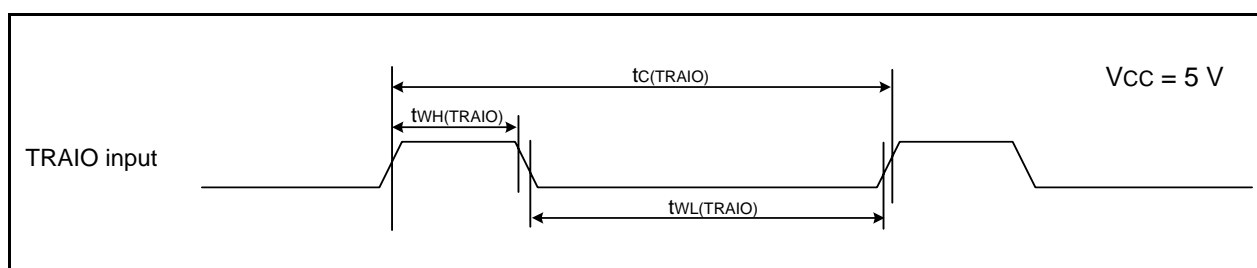 tC(TRAIO)
VCC = 5 V
tWH(TRAIO)
TRAIO input
tWL(TRAIO)